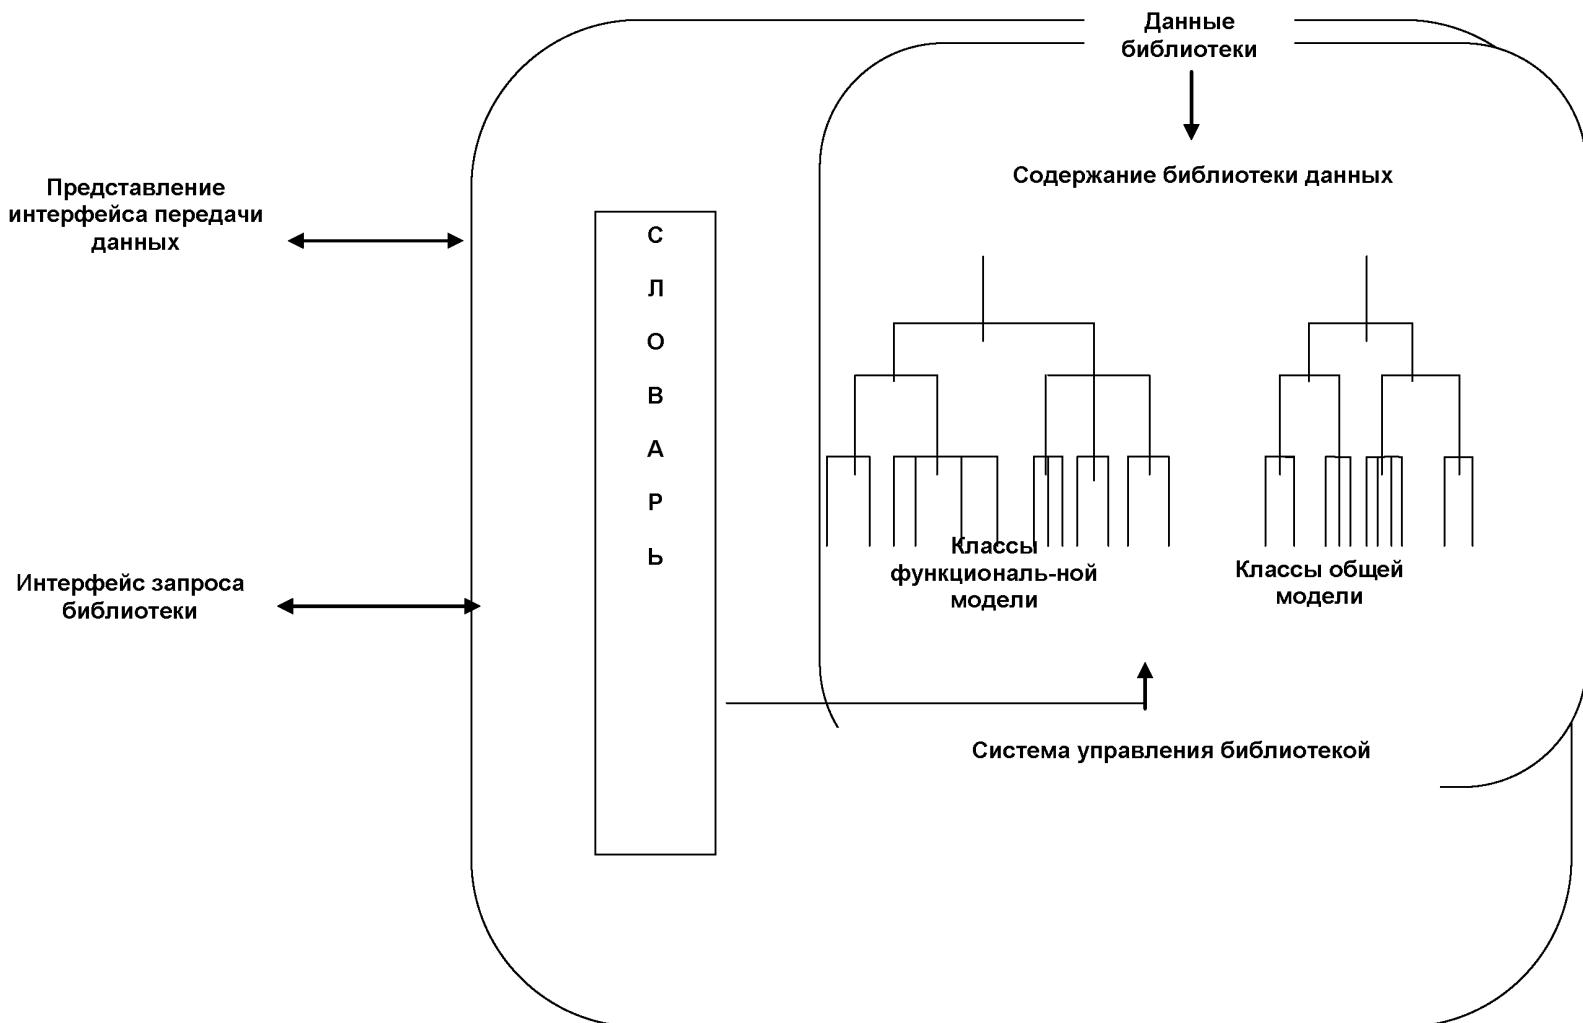 Данные
библиотеки
Содержание библиотеки данных
Представление
интерфейса передачи
данных
С
Л
О
В
А
Р
Ь
Классы
функциональ-ной
модели
Классы общей
модели
Интерфейс запроса
библиотеки
Система управления библиотекой